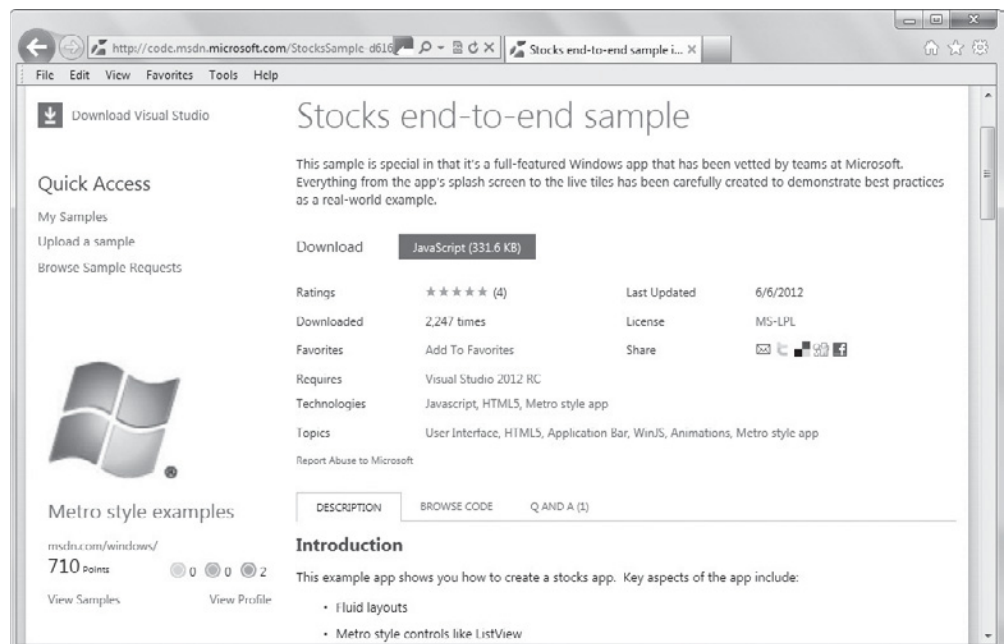 http://code.msdn.microsoft.com/StocksSample-d616
Stocks end-to-end sample i...
File Edit View Favorites Tools Help
Download Visual Studio
Quick Access
My Samples
Upload a sample
Browse Sample Requests
Metro style examples
msdn.com/windows/
710 Points
0 0 2
View Samples View Profile
Stocks end-to-end sample
This sample is special in that it's a full-featured Windows app that has been vetted by teams at Microsoft.
Everything from the app's splash screen to the live tiles has been carefully created to demonstrate best practices
as a real-world example.
Download JavaScript (331.6 KB)
Ratings (4) Last Updated 6/6/2012
Downloaded 2,247 times License MS-LPL
Favorites Add To Favorites Share
Requires Visual Studio 2012 RC
Technologies Javascript, HTML5, Metro style app
Topics User Interface, HTML5, Application Bar, WinJS, Animations, Metro style app
Report Abuse to Microsoft
DESCRIPTION BROWSE CODE Q AND A (1)
Introduction
This example app shows you how to create a stocks app. Key aspects of the app include:
• Fluid layouts
• Metro style controls like ListView